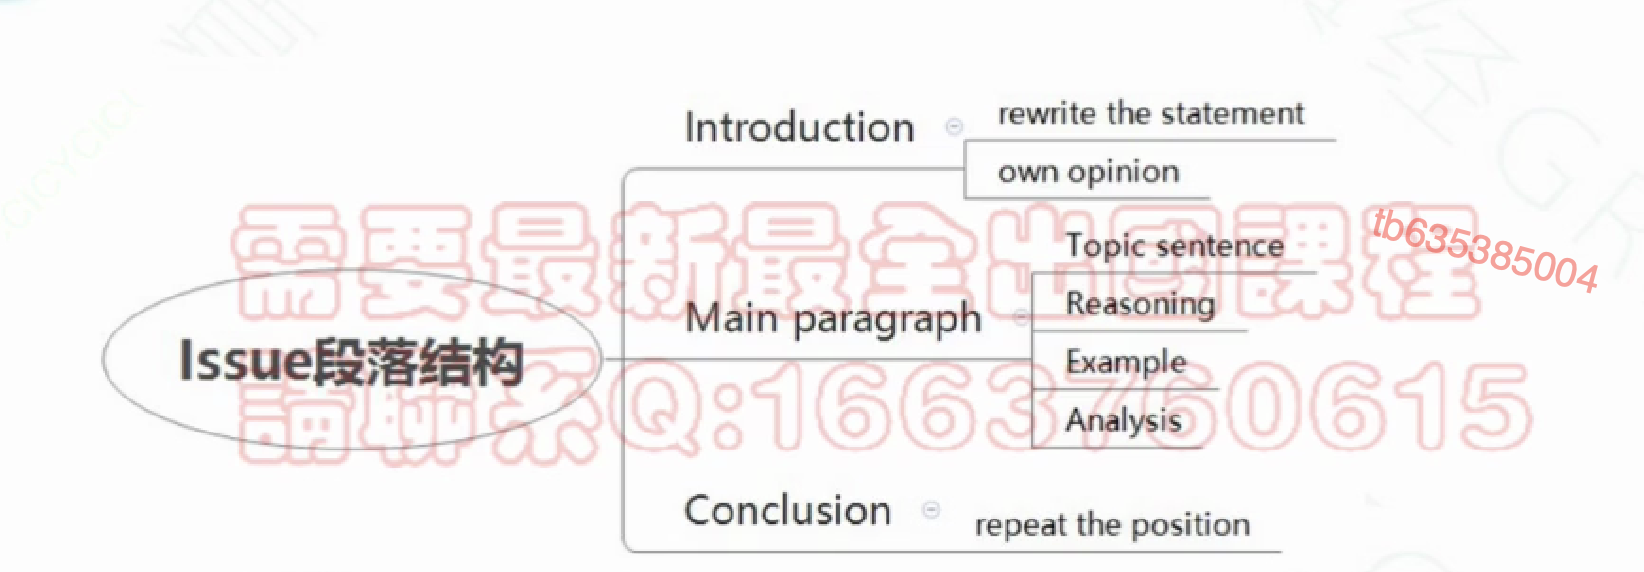 Introduction
rewrite the statement
own opinion
需要最新最全出國課程
tb635385004
Topic sentence
Main paragraph
Reasoning
Issue段落结构
Example
請聯系Q:1663760615
Analysis
Conclusion
repeat the position